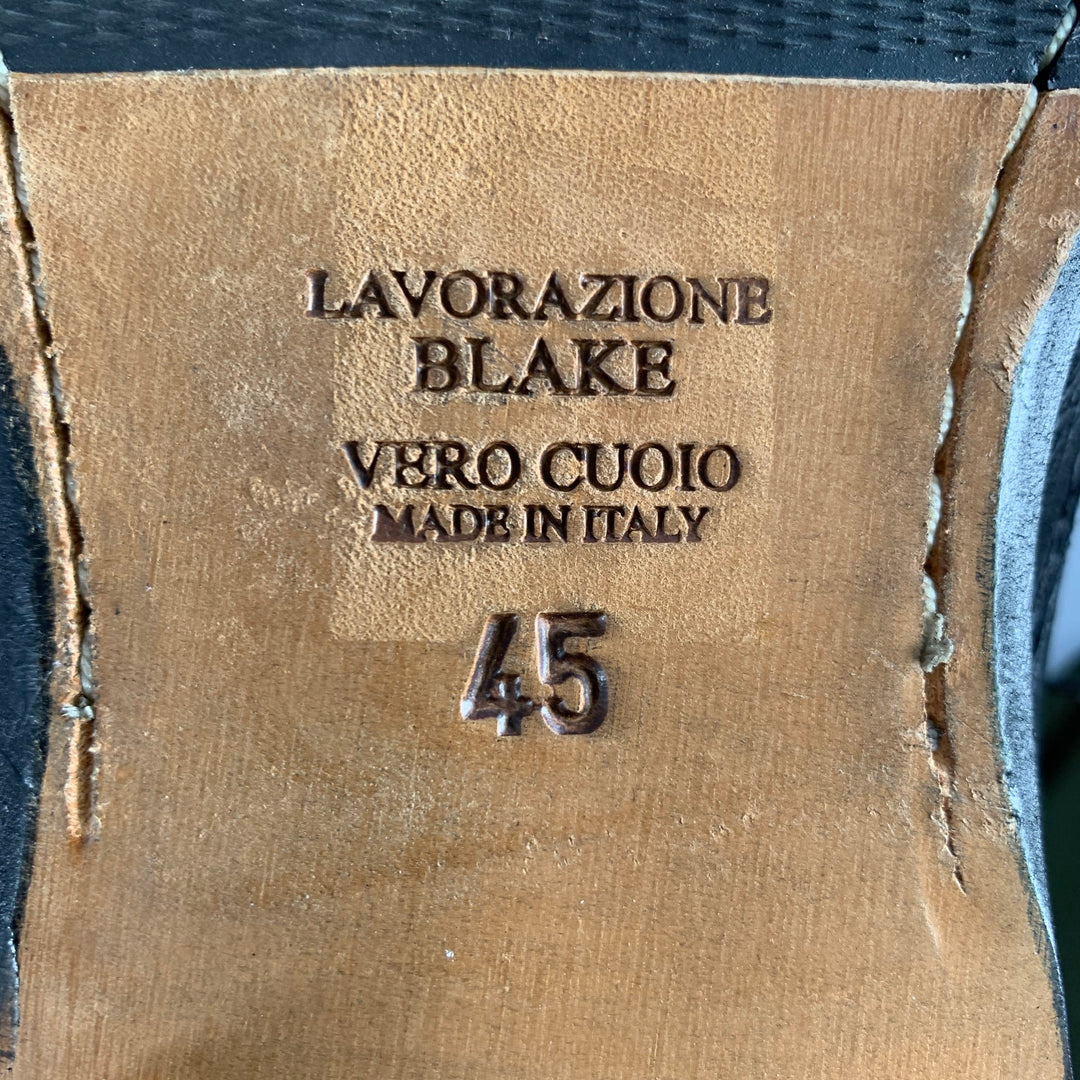 LAVORAZIONE
BLAKE
VERO CUOIO
MADE IN ITALY
45